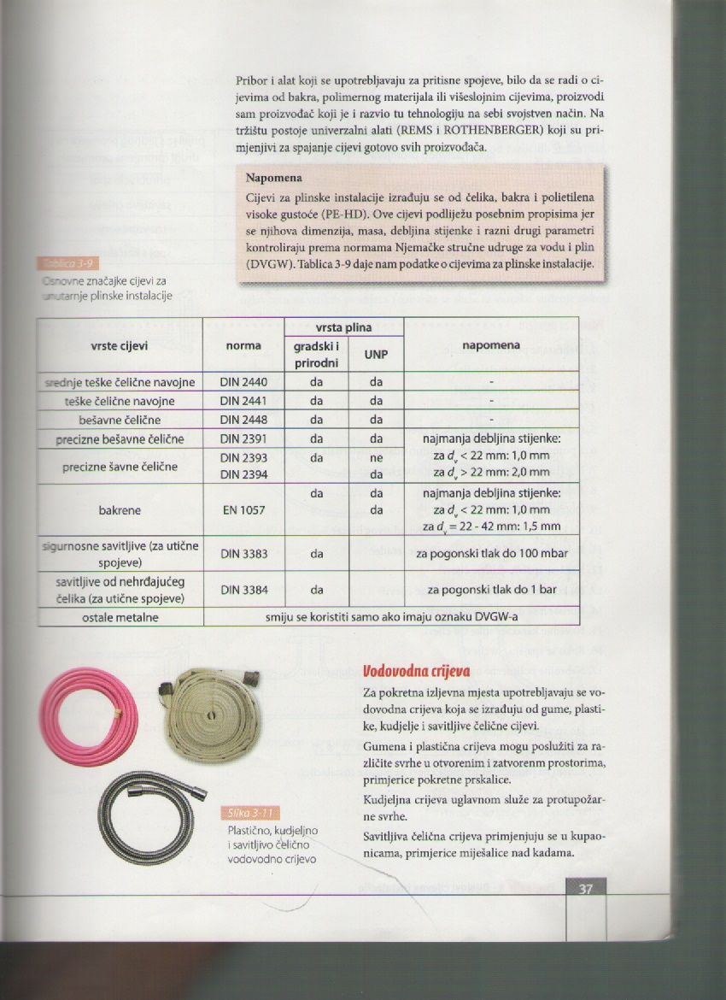 Pribor i alat koji se upotrebljavaju za pritisne spojeve, bilo da se radi o ci-
jevima od bakra, polimernog materijala ili višeslojnim cijevima, proizvodi
sam proizvođač koji je i razvio tu tehnologiju na sebi svojstven način. Na
tržištu postoje univerzalni alati (REMS i ROTHENBERGER) koji su pri-
mjenjivi za spajanje cijevi gotovo svih proizvođača.
Napomena
Cijevi za plinske instalacije izrađuju se od čelika, bakra i polietilena
visoke gustoće (PE-HD). Ove cijevi podliježu posebnim propisima jer
se njihova dimenzija, masa, debljina stijenke i razni drugi parametri
kontroliraju prema normama Njemačke stručne udruge za vodu i plin
(DVGW). Tablica 3-9 daje nam podatke o cijevima za plinske instalacije.
Tablica 3-9
Osnovne značajke cijevi za
unutarnje plinske instalacije
vrste cijevi norma vrsta plina napomena
gradski i prirodni UNP
srednje teške čelične navojne DIN 2440 da da -
teške čelične navojne DIN 2441 da da -
bešavne čelične DIN 2448 da da -
precizne bešavne čelične DIN 2391 da da najmanja debljina stijenke:
precizne šavne čelične DIN 2393 da ne za dᵥ < 22 mm: 1,0 mm
DIN 2394 da za dᵥ > 22 mm: 2,0 mm
da da najmanja debljina stijenke:
bakrene EN 1057 da za dᵥ < 22 mm: 1,0 mm
za dᵥ = 22 - 42 mm: 1,5 mm
sigurnosne savitljive (za utične
spojeve) DIN 3383 da za pogonski tlak do 100 mbar
savitljive od nehrđajućeg
čelika (za utične spojeve) DIN 3384 da za pogonski tlak do 1 bar
ostale metalne smiju se koristiti samo ako imaju oznaku DVGW-a
Vodovodna crijeva
Za pokretna izljevna mjesta upotrebljavaju se vo-
dovodna crijeva koja se izrađuju od gume, plasti-
ke, kudjelje i savitljive čelične cijevi.
Gumena i plastična crijeva mogu poslužiti za ra-
zličite svrhe u otvorenim i zatvorenm prostorima,
primjerice pokretne prskalice.
Kudjeljna crijeva uglavnom služe za protupožar-
ne svrhe.
Savitljiva čelična crijeva primjenjuju se u kupao-
nicama, primjerice miješalice nad kadama.
Slika 3-11
Plastično, kudjeljno
i savitljivo čelično
vodovodno crijevo
37